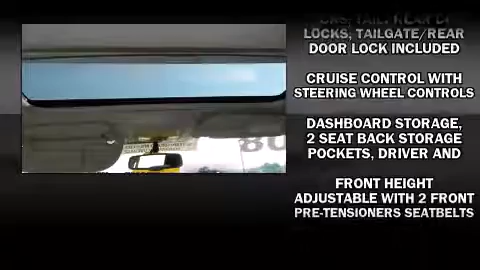 LOCKS, TAILGATE/REAR
DOOR LOCK INCLUDED
CRUISE CONTROL WITH
STEERING WHEEL CONTROLS
DASHBOARD STORAGE,
2 SEAT BACK STORAGE
POCKETS, DRIVER AND
FRONT HEIGHT
ADJUSTABLE WITH 2 FRONT
PRE-TENSIONERS SEATBELTS